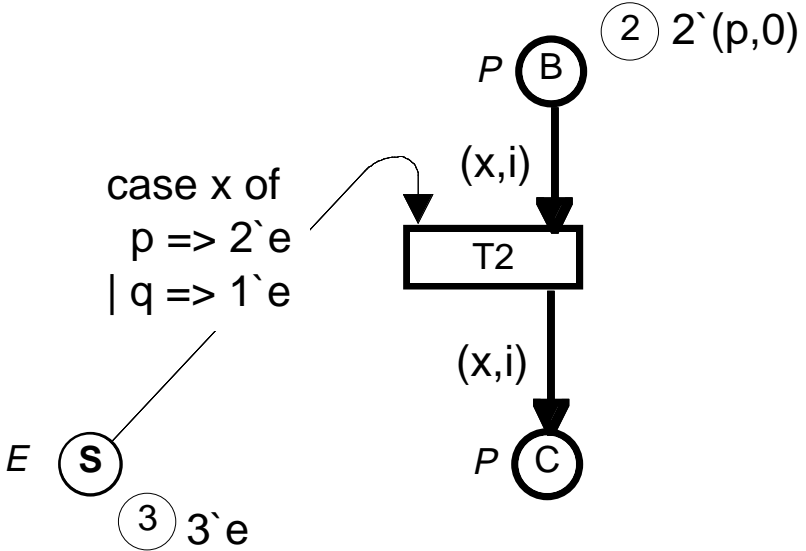 2 2`(p,0)
P B
(x,i)
case x of
p => 2`e
| q => 1`e
T2
(x,i)
E S
P C
3 3`e